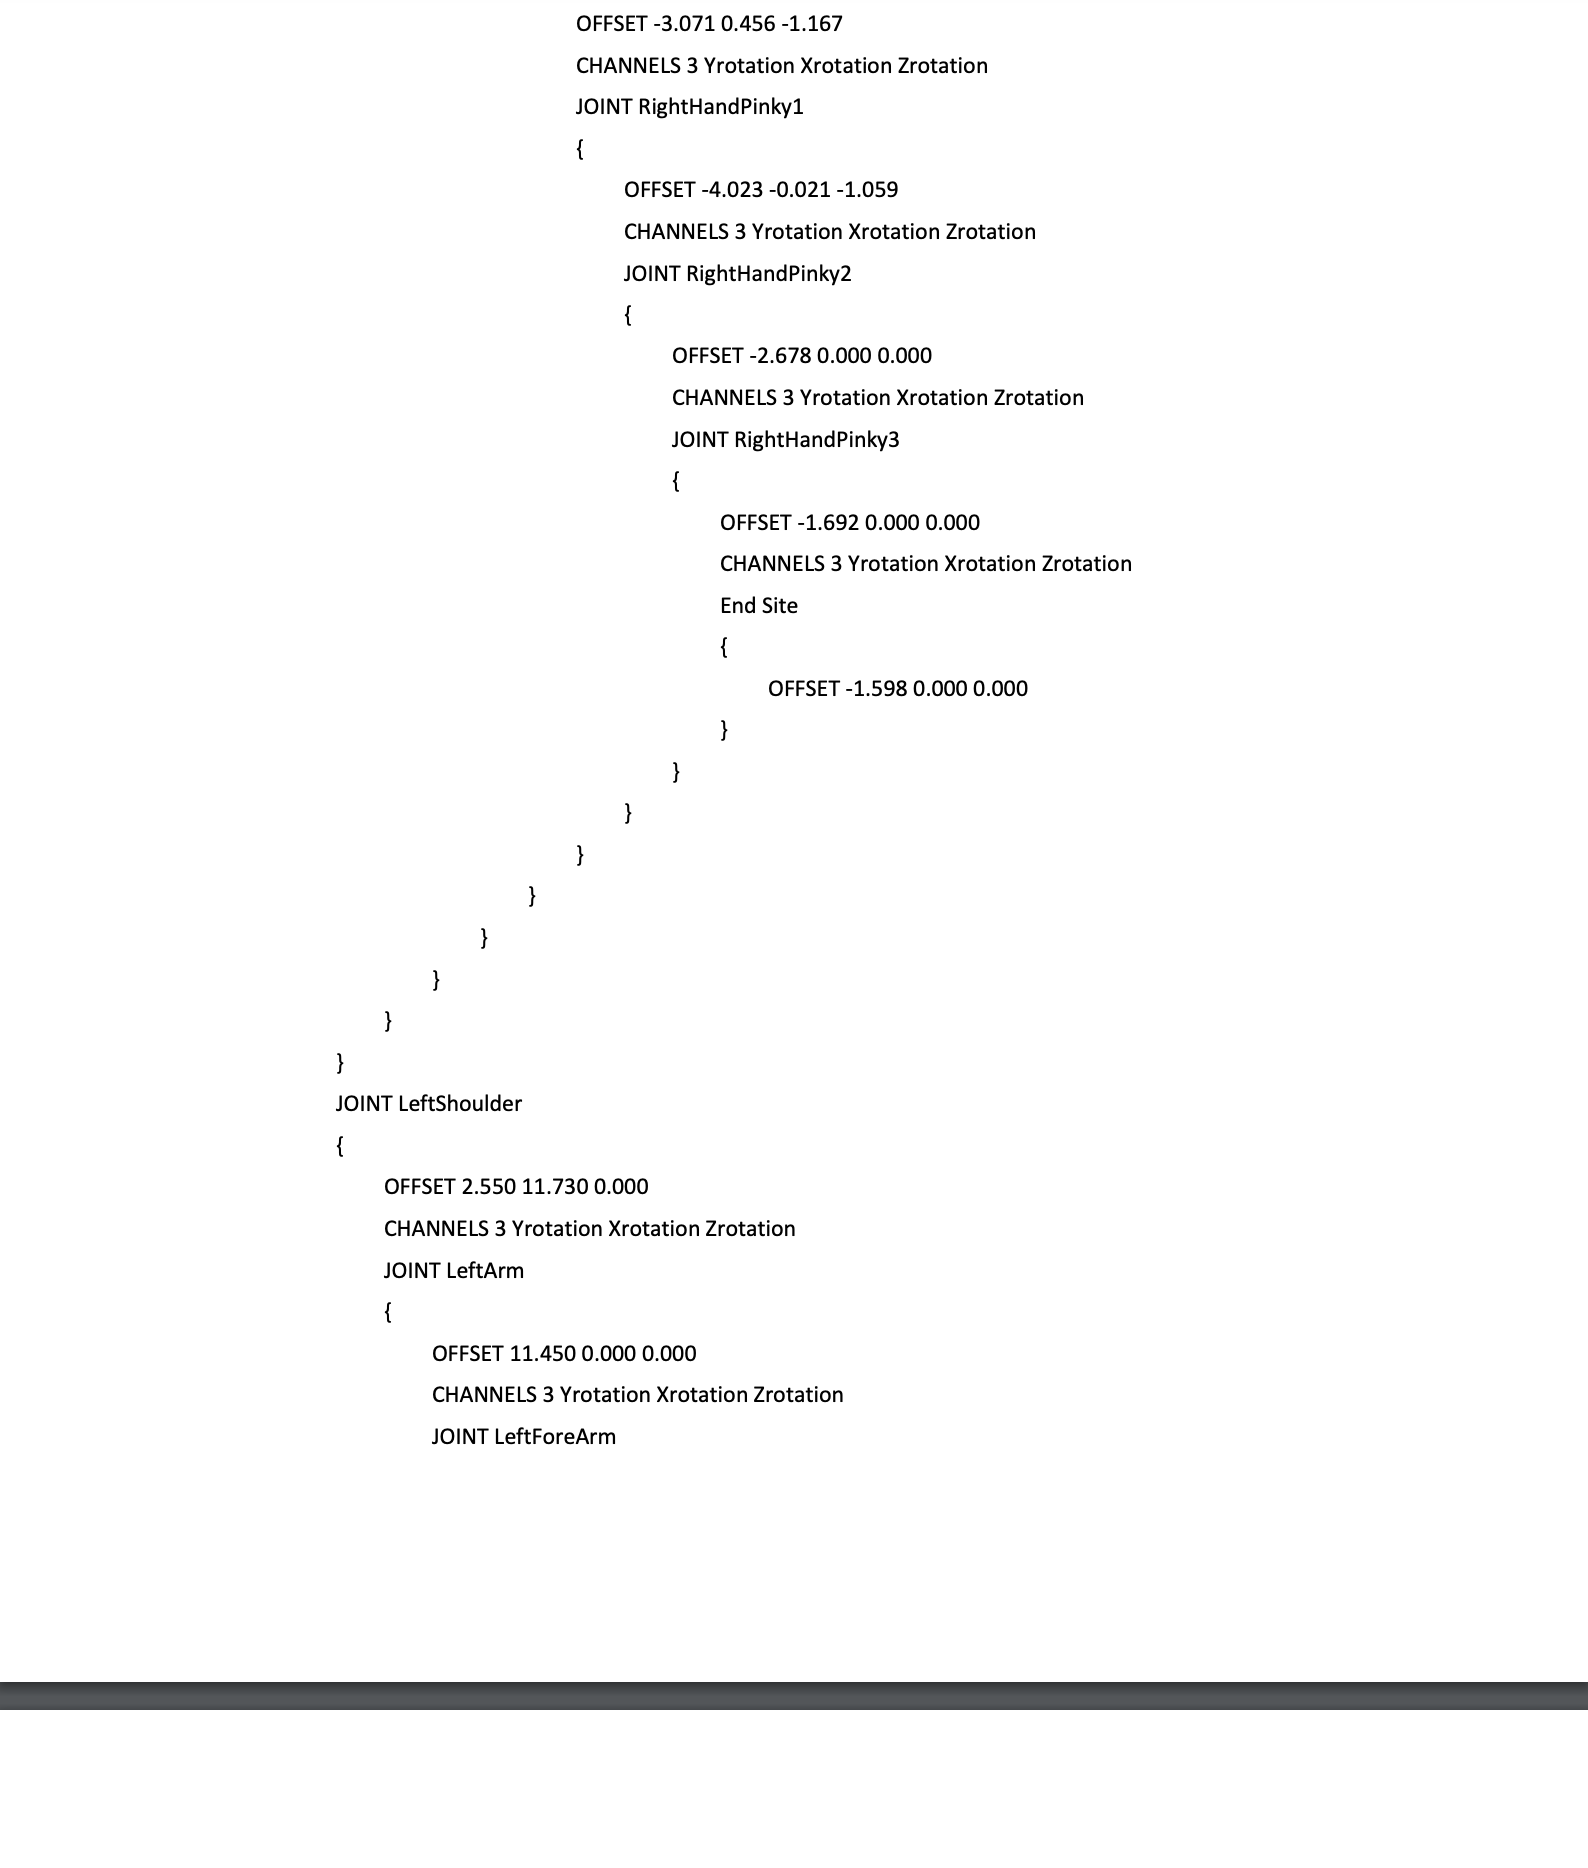 OFFSET -3.071 0.456 -1.167
CHANNELS 3 Yrotation Xrotation Zrotation
JOINT RightHandPinky1
{
OFFSET -4.023 -0.021 -1.059
CHANNELS 3 Yrotation Xrotation Zrotation
JOINT RightHandPinky2
{
OFFSET -2.678 0.000 0.000
CHANNELS 3 Yrotation Xrotation Zrotation
JOINT RightHandPinky3
{
OFFSET -1.692 0.000 0.000
CHANNELS 3 Yrotation Xrotation Zrotation
End Site
{
OFFSET -1.598 0.000 0.000
}
}
}
}
}
}
}
}
}
JOINT LeftShoulder
{
OFFSET 2.550 11.730 0.000
CHANNELS 3 Yrotation Xrotation Zrotation
JOINT LeftArm
{
OFFSET 11.450 0.000 0.000
CHANNELS 3 Yrotation Xrotation Zrotation
JOINT LeftForeArm